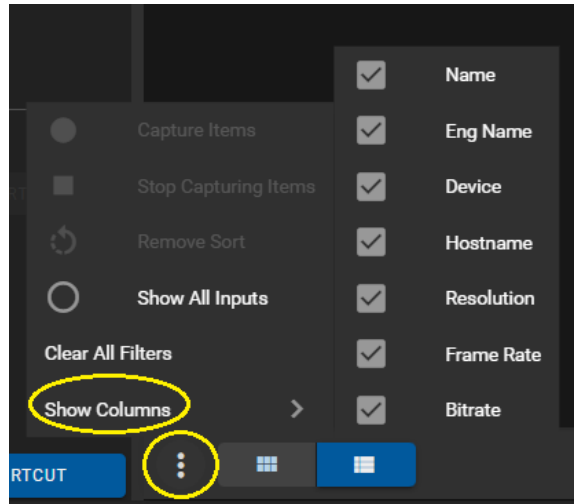 Capture Items
Stop Capturing Items
Remove Sort
Show All Inputs
Clear All Filters
Show Columns
Name
Eng Name
Device
Hostname
Resolution
Frame Rate
Bitrate
RTCUT